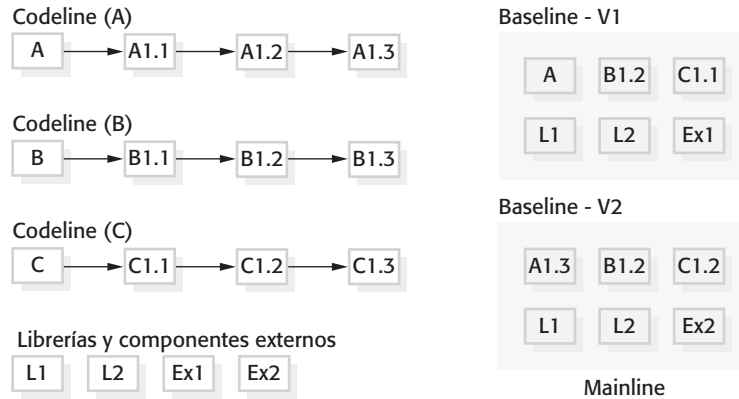 Codeline (A)
A A1.1 A1.2 A1.3
Codeline (B)
B B1.1 B1.2 B1.3
Codeline (C)
C C1.1 C1.2 C1.3
Librerías y componentes externos
L1 L2 Ex1 Ex2
Baseline - V1
A B1.2 C1.1
L1 L2 Ex1
Baseline - V2
A1.3 B1.2 C1.2
L1 L2 Ex2
Mainline